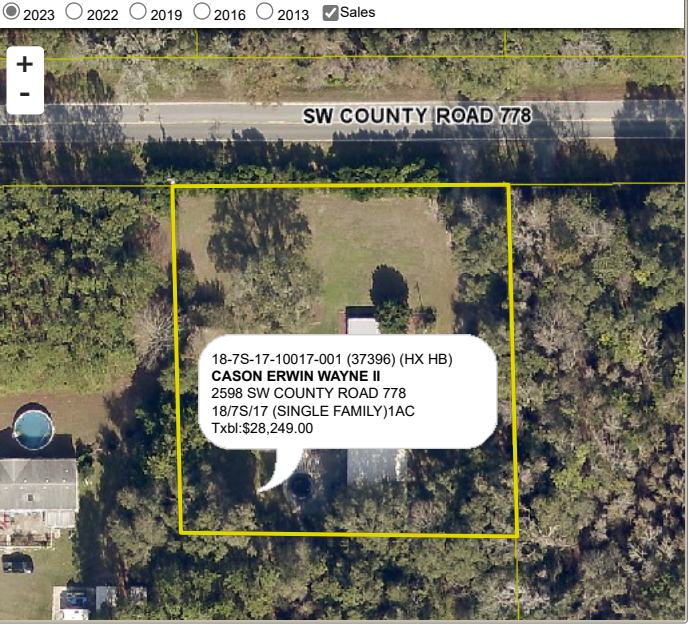 2023 2022 2019 2016 2013 Sales
+
-
SW COUNTY ROAD 778
18-7S-17-10017-001 (37396) (HX HB)
CASON ERWIN WAYNE II
2598 SW COUNTY ROAD 778
18/7S/17 (SINGLE FAMILY)1AC
Txbl:$28,249.00